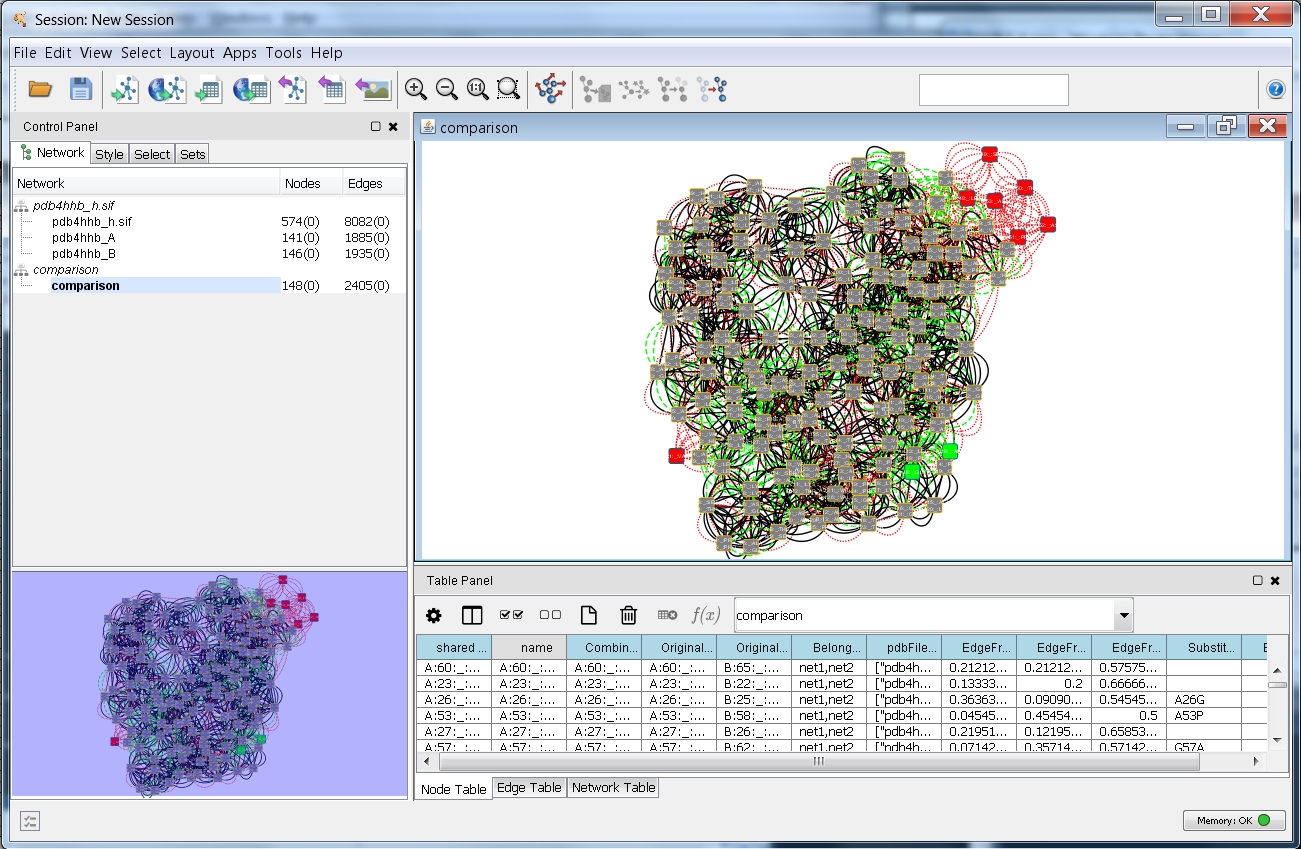 Session: New Session
File Edit View Select Layout Apps Tools Help
1:1
?
Control Panel
comparison
Network Style Select Sets
Network Nodes Edges
pdb4hhb_h.sif
pdb4hhb_h.sif 574(0) 8082(0)
pdb4hhb_A 141(0) 1885(0)
pdb4hhb_B 146(0) 1935(0)
comparison
comparison 148(0) 2405(0)
Table Panel
f(x) comparison
shared ... name Combin... Original... Original... Belong... pdbFile... EdgeFr... EdgeFr... EdgeFr... Substit...
A:60:_:... A:60:_:... A:60:_:... A:60:_:... B:65:_:... net1,net2 ["pdb4h... 0.21212... 0.21212... 0.57575...
A:23:_:... A:23:_:... A:23:_:... A:23:_:... B:22:_:... net1,net2 ["pdb4h... 0.13333... 0.2 0.66666...
A:26:_:... A:26:_:... A:26:_:... A:26:_:... B:25:_:... net1,net2 ["pdb4h... 0.36363... 0.09090... 0.54545... A26G
A:53:_:... A:53:_:... A:53:_:... A:53:_:... B:58:_:... net1,net2 ["pdb4h... 0.04545... 0.45454... 0.5 A53P
A:27:_:... A:27:_:... A:27:_:... A:27:_:... B:26:_:... net1,net2 ["pdb4h... 0.21951... 0.12195... 0.65853...
A:57:_:... A:57:_:... A:57:_:... A:57:_:... B:62:_:... net1,net2 ["pdb4h... 0.07142... 0.35714... 0.57142... G57A
Node Table Edge Table Network Table
Memory: OK